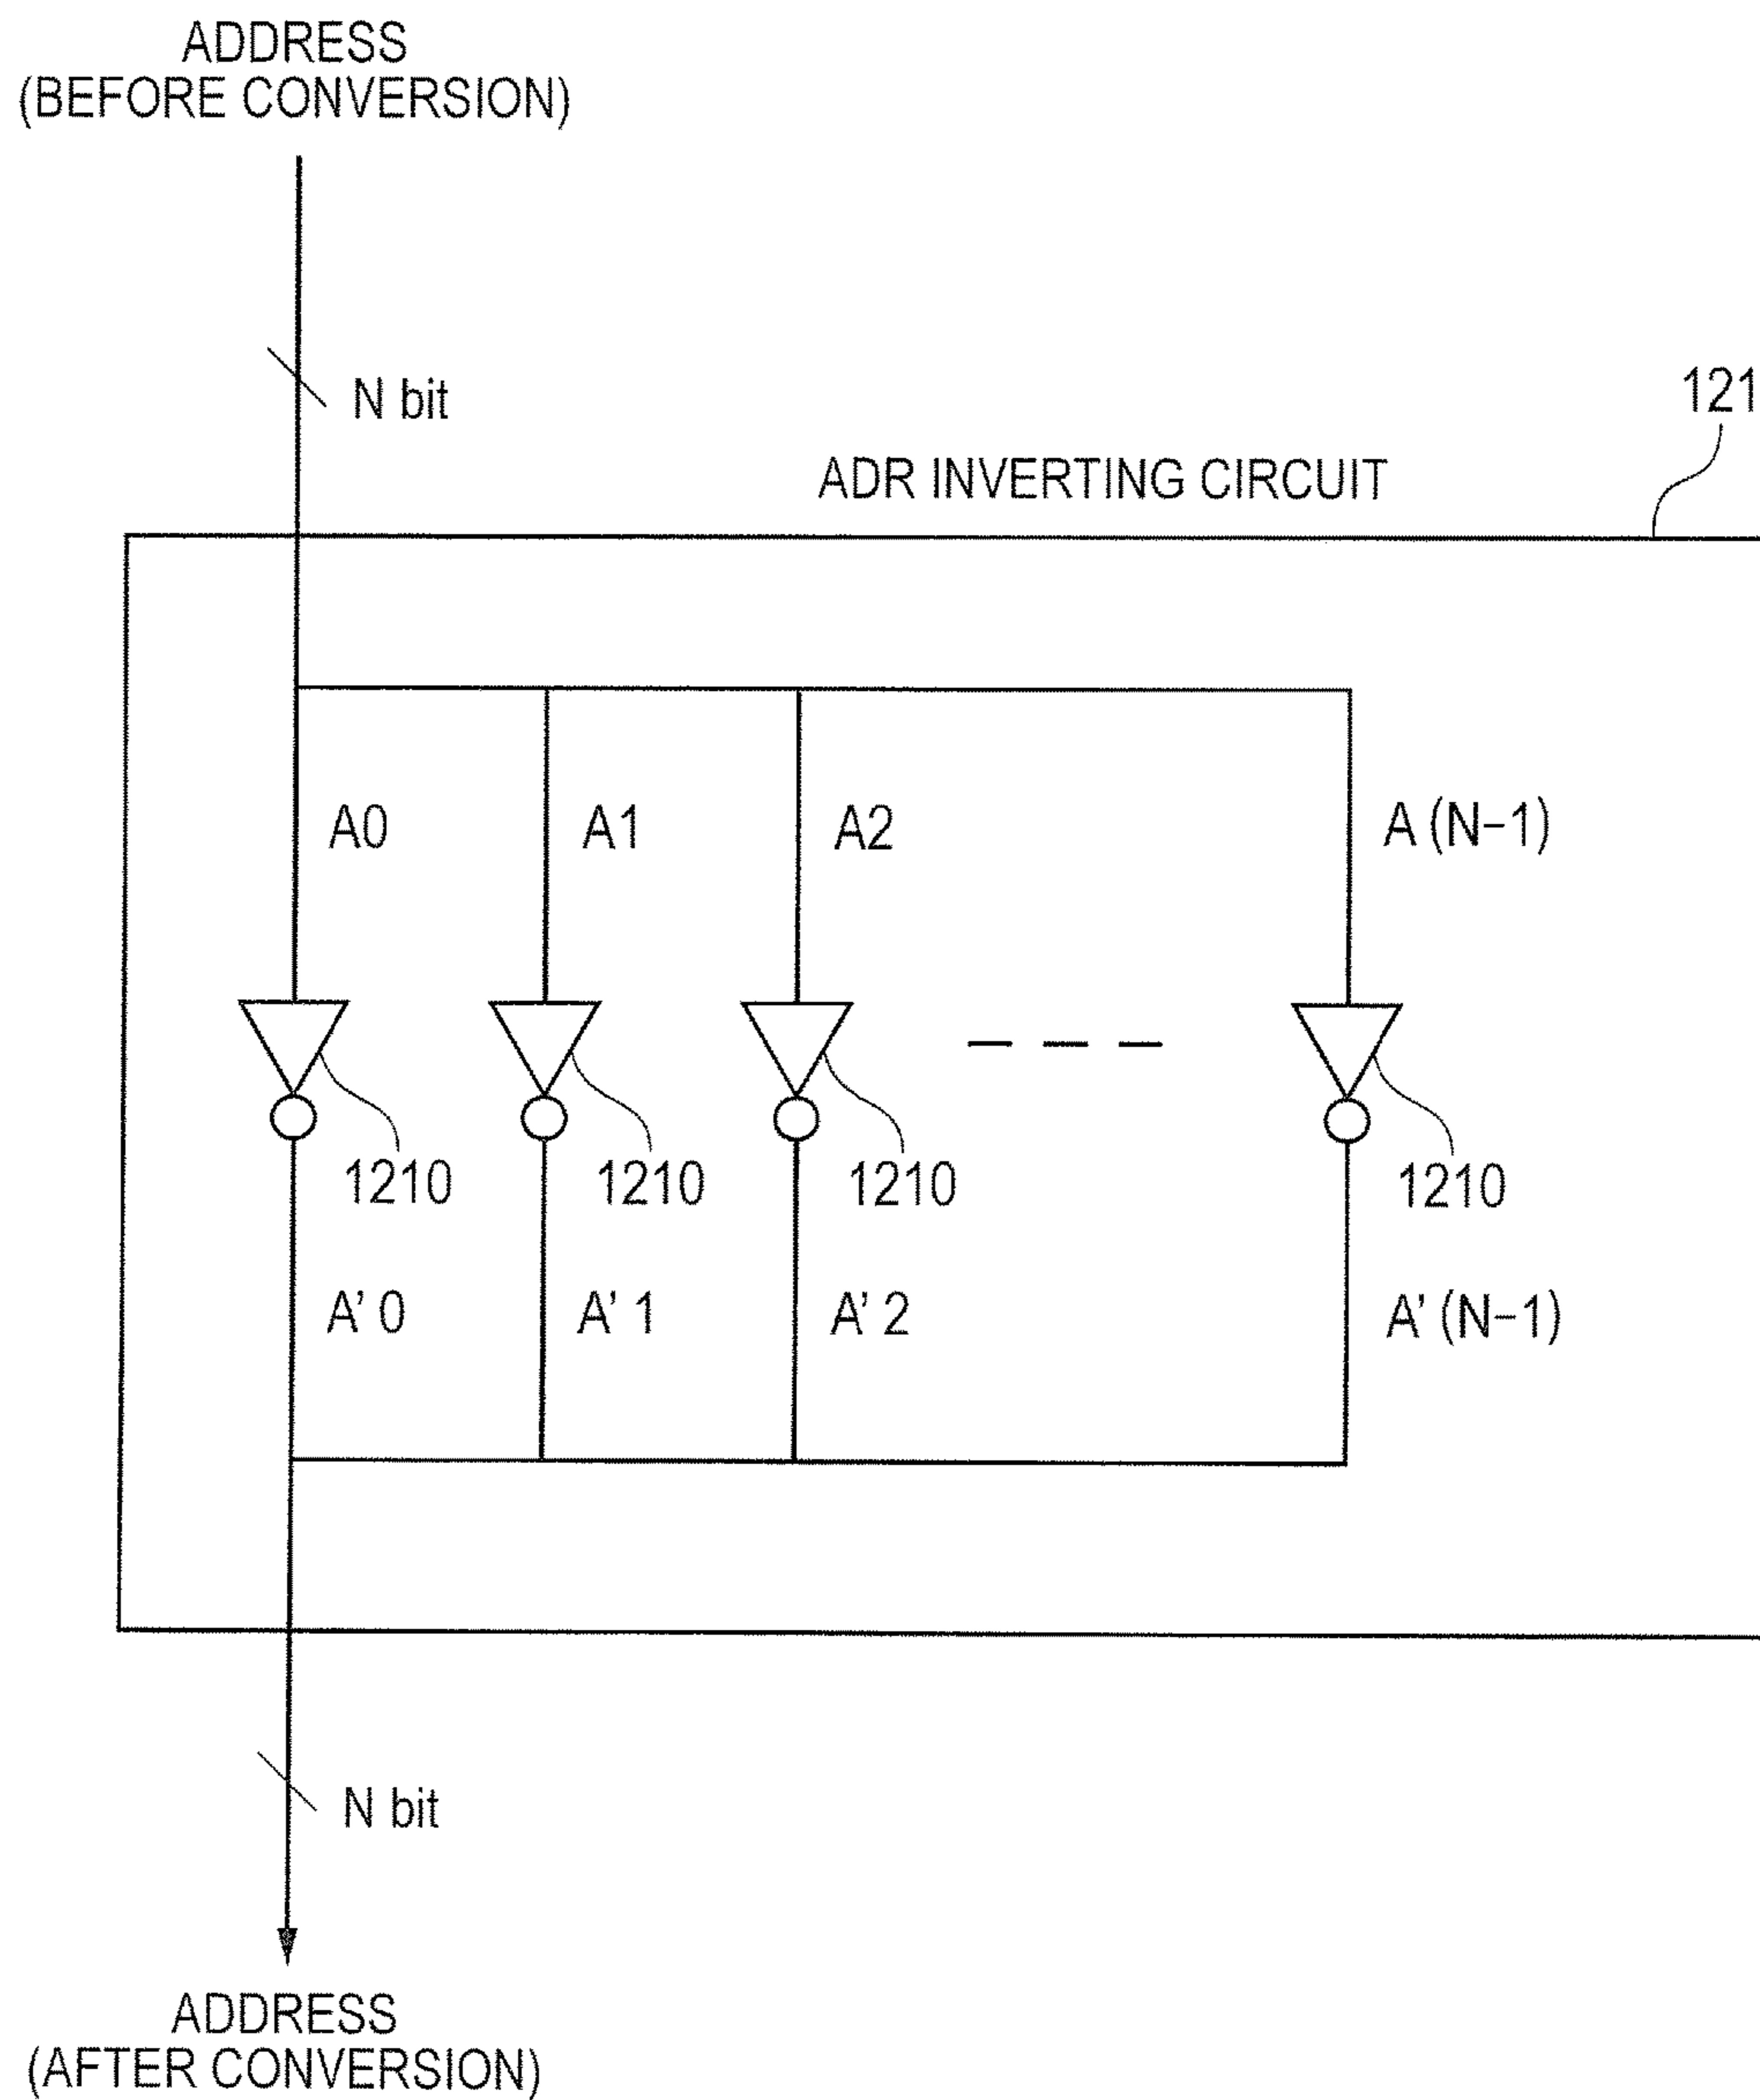 ADDRESS
(BEFORE CONVERSION)
N bit
121
ADR INVERTING CIRCUIT
A0 A1 A2 A (N-1)
1210 1210 1210 1210
A' 0 A' 1 A' 2 A' (N-1)
N bit
ADDRESS
(AFTER CONVERSION)